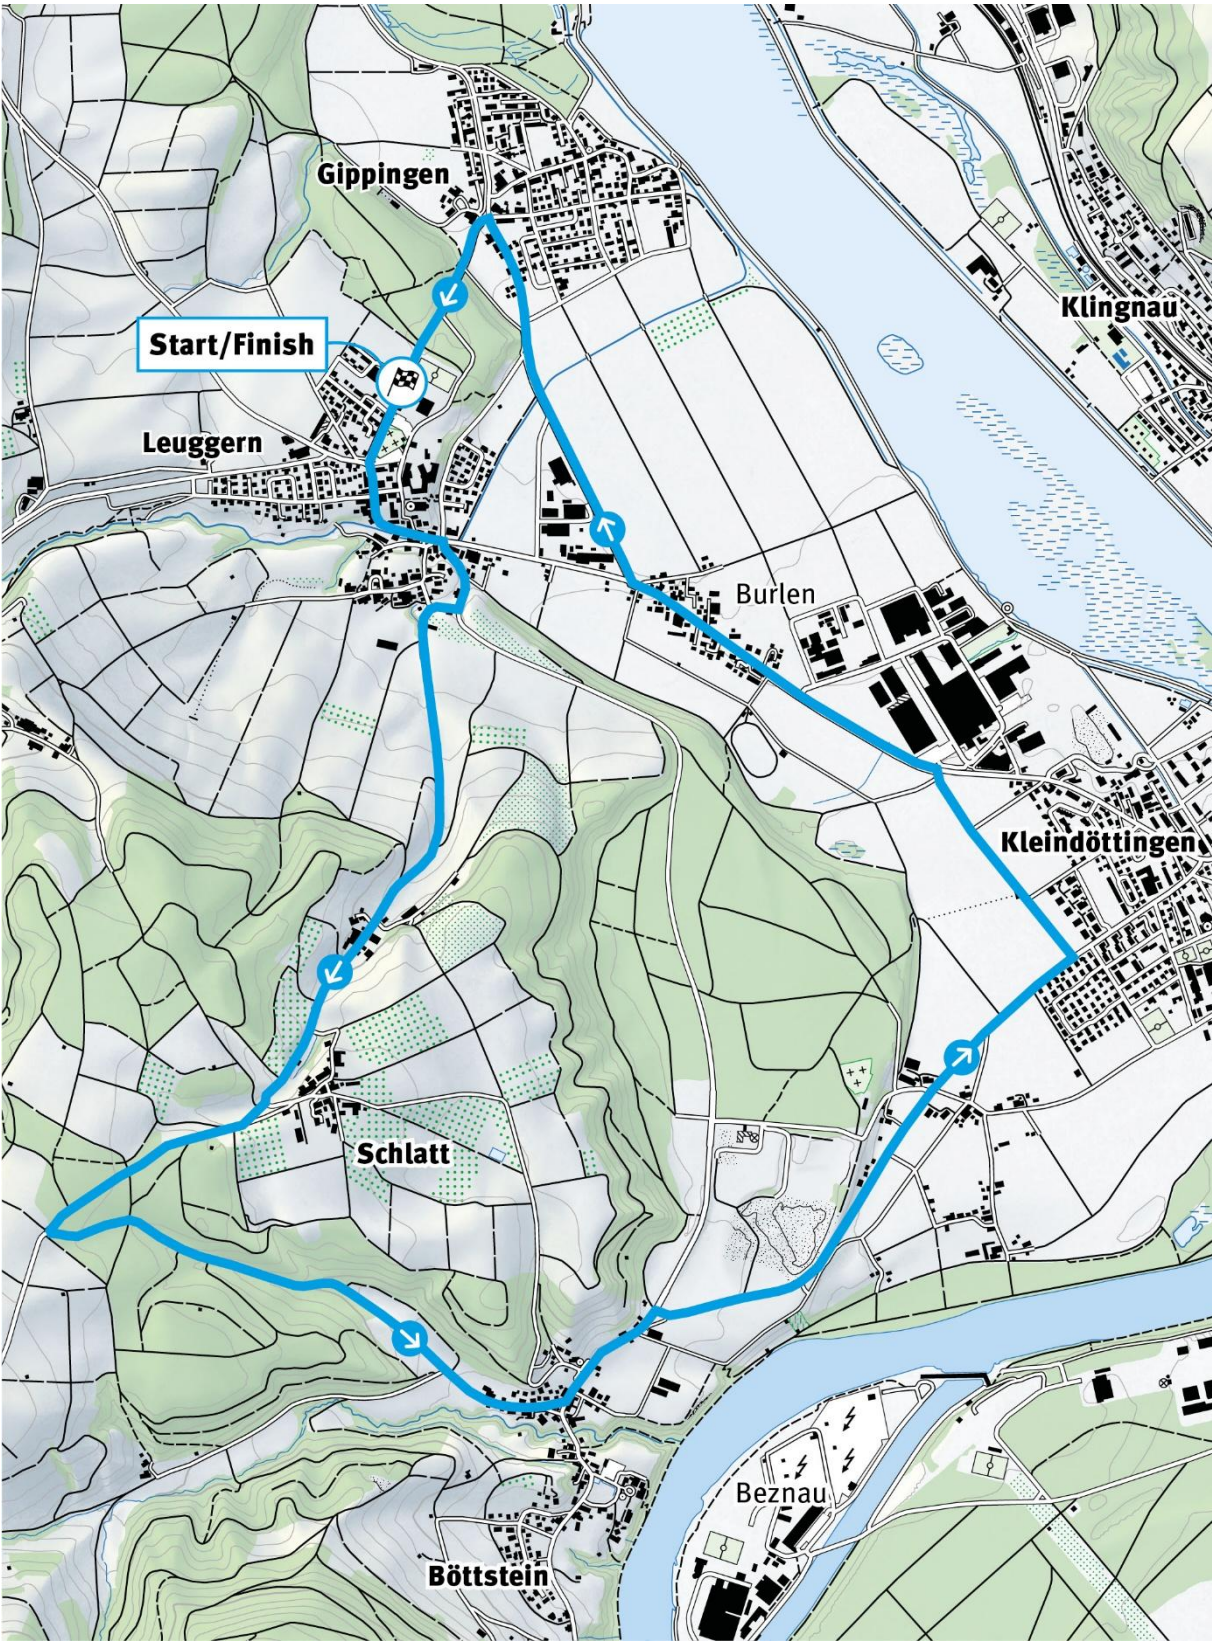 Gippingen
Klingnau
Start/Finish
Leuggern
Burlen
Kleindöttingen
Schlatt
Beznau
Böttstein